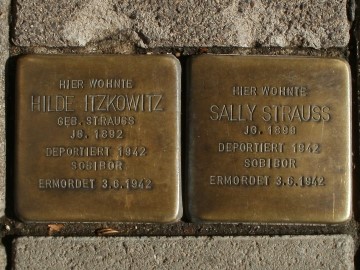 HIER WOHNTE
HILDE ITZKOWITZ
GEB. STRAUSS
JG. 1892
DEPORTIERT 1942
SOBIBOR
ERMORDET 3.6.1942
HIER WOHNTE
SALLY STRAUSS
JG. 1890
DEPORTIERT 1942
SOBIBOR
ERMORDET 3.6.1942